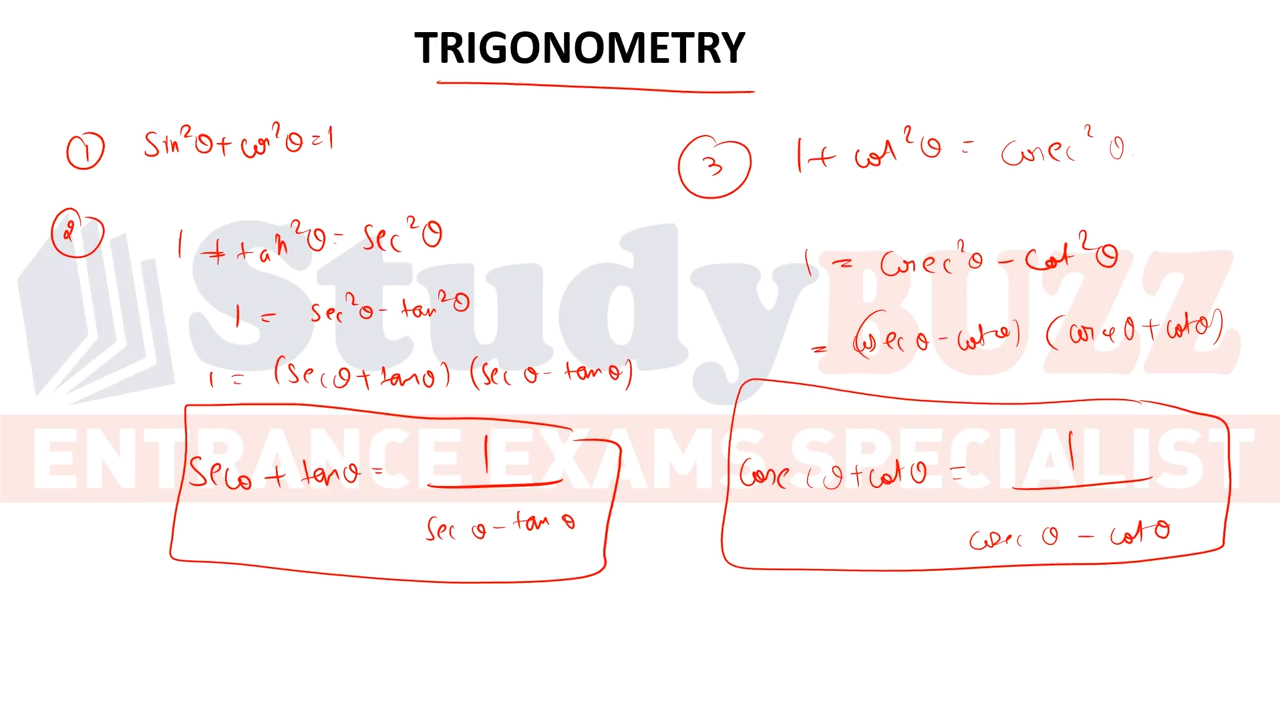 TRIGONOMETRY
① sin²θ + cos²θ = 1
② 1 + tan²θ = sec²θ
1 = sec²θ - tan²θ
1 = (secθ + tanθ) (secθ - tanθ)
secθ + tanθ = 1 / secθ - tanθ
③ 1 + cot²θ = cosec²θ
1 = cosec²θ - cot²θ
= (cosecθ - cotθ) (cosecθ + cotθ)
cosecθ + cotθ = 1 / cosecθ - cotθ
StudyBUZZ
ENTRANCE EXAMS SPECIALIST